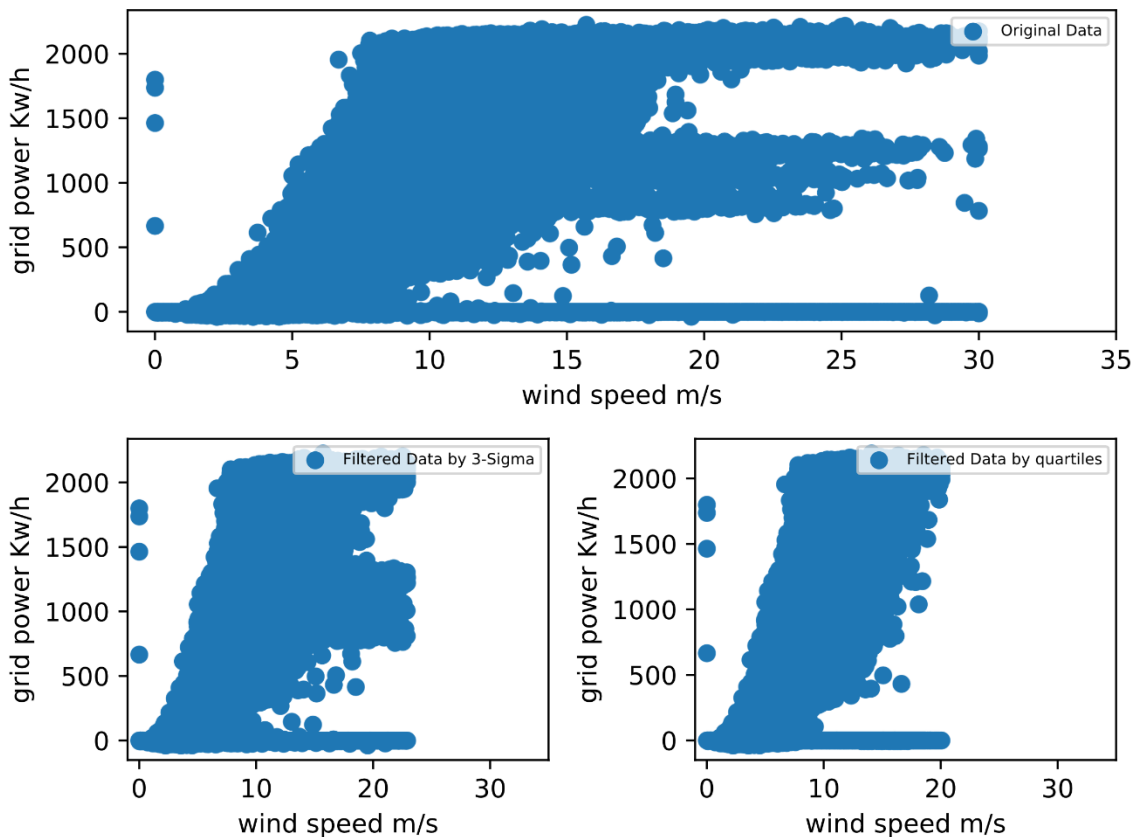 Original Data
grid power Kw/h
2000
1500
1000
500
0
0 5 10 15 20 25 30 35
wind speed m/s
Filtered Data by 3-Sigma
grid power Kw/h
2000
1500
1000
500
0
0 10 20 30
wind speed m/s
Filtered Data by quartiles
grid power Kw/h
2000
1500
1000
500
0
0 10 20 30
wind speed m/s